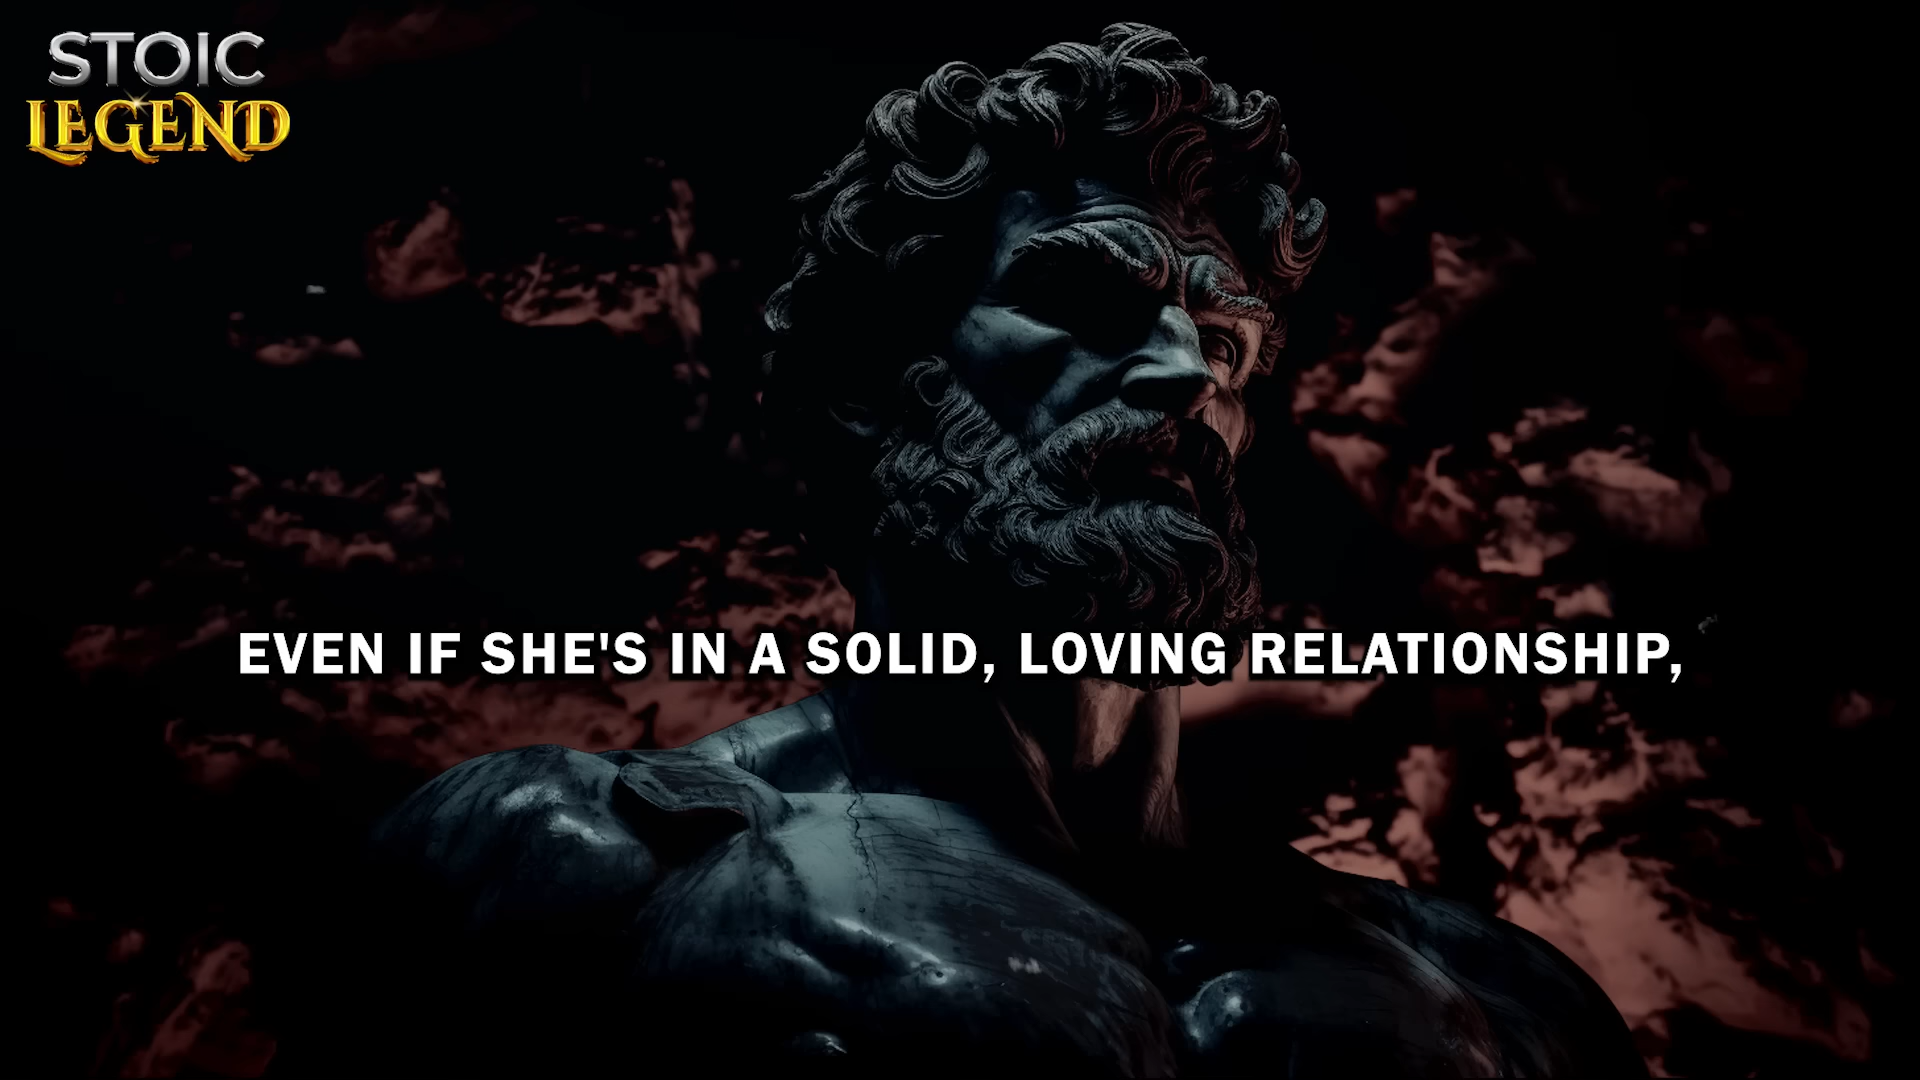 STOIC
LEGEND
EVEN IF SHE'S IN A SOLID, LOVING RELATIONSHIP,